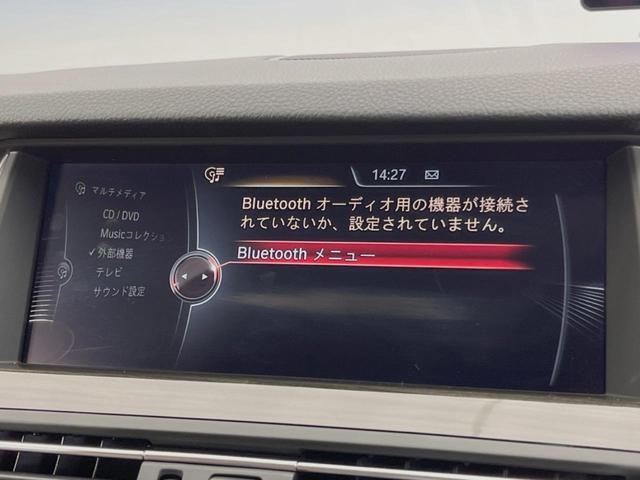 14:27
マルチメディア
CD / DVD
Musicコレクショ
✓外部機器
テレビ
サウンド設定
Bluetooth オーディオ用の機器が接続さ
れていないか、設定されていません。
Bluetooth メニュー